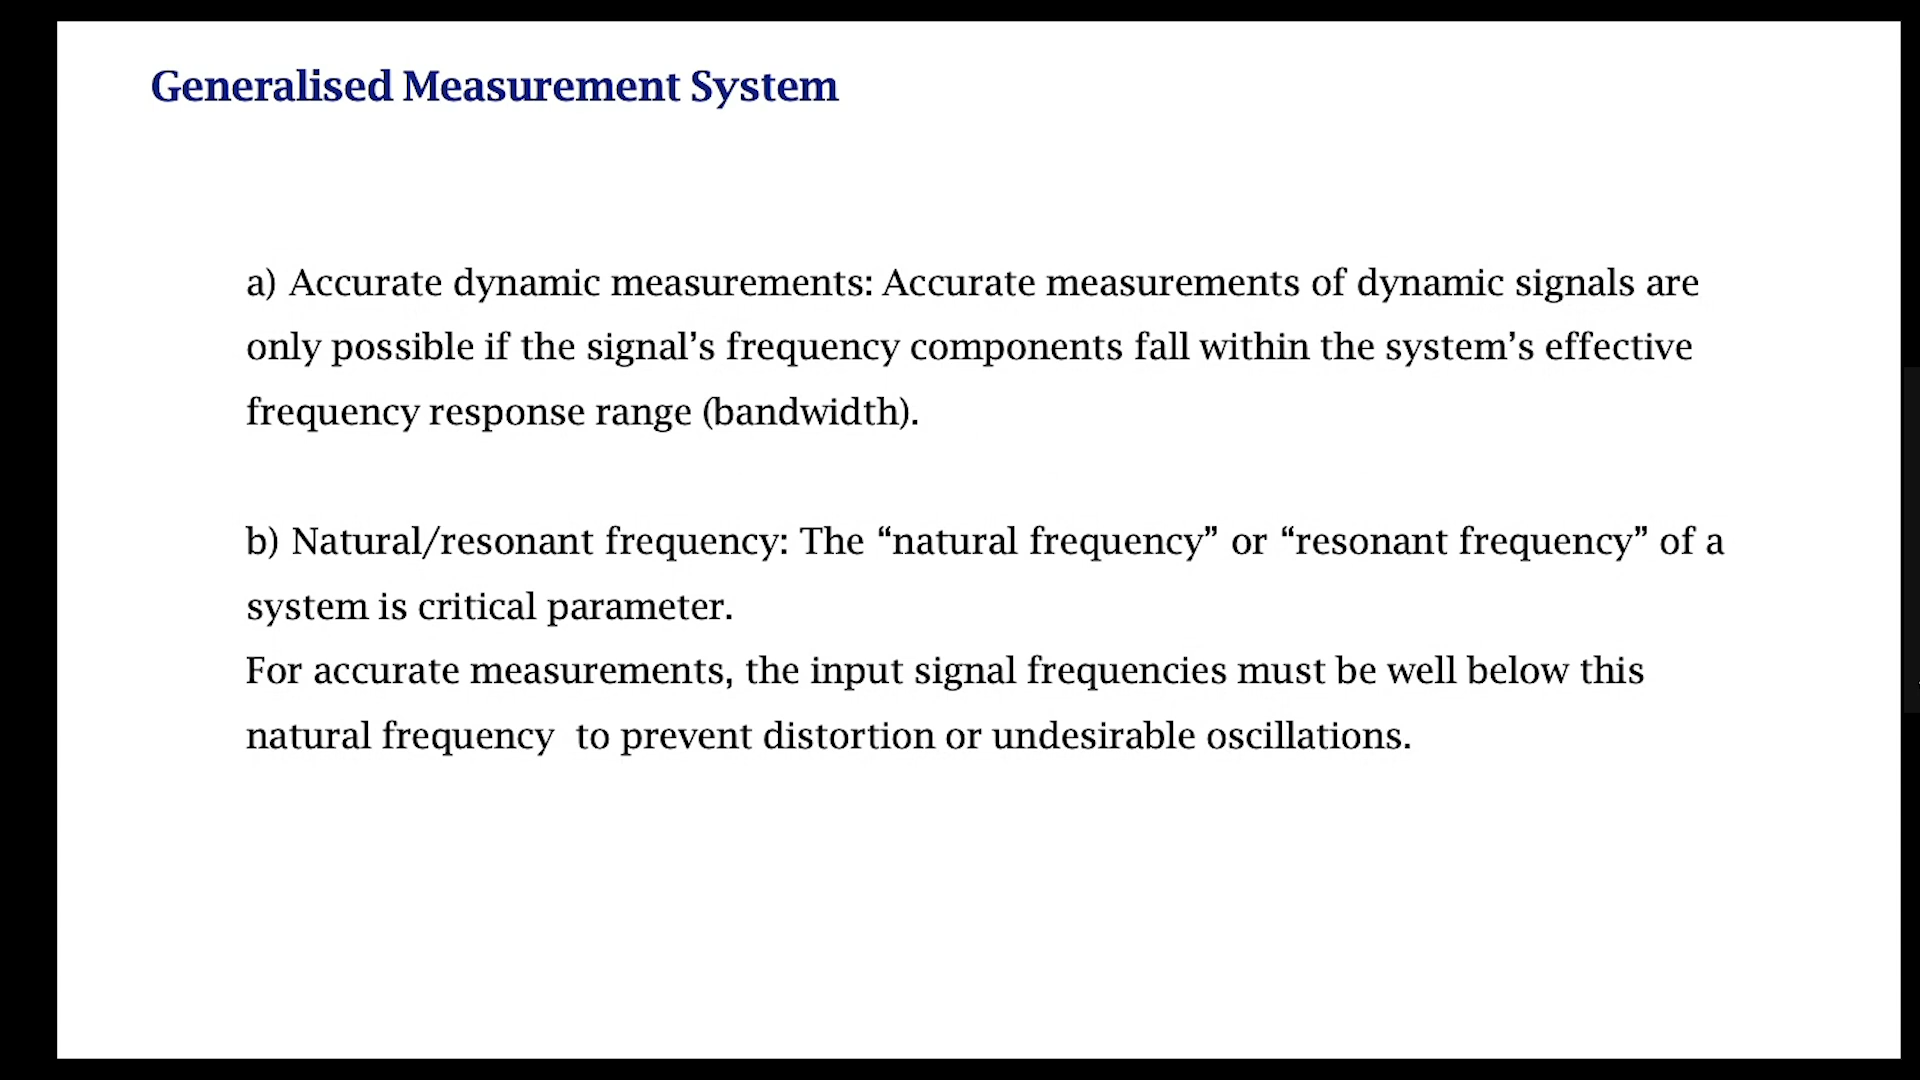 Generalised Measurement System
a) Accurate dynamic measurements: Accurate measurements of dynamic signals are
only possible if the signal’s frequency components fall within the system’s effective
frequency response range (bandwidth).
b) Natural/resonant frequency: The “natural frequency” or “resonant frequency” of a
system is critical parameter.
For accurate measurements, the input signal frequencies must be well below this
natural frequency  to prevent distortion or undesirable oscillations.